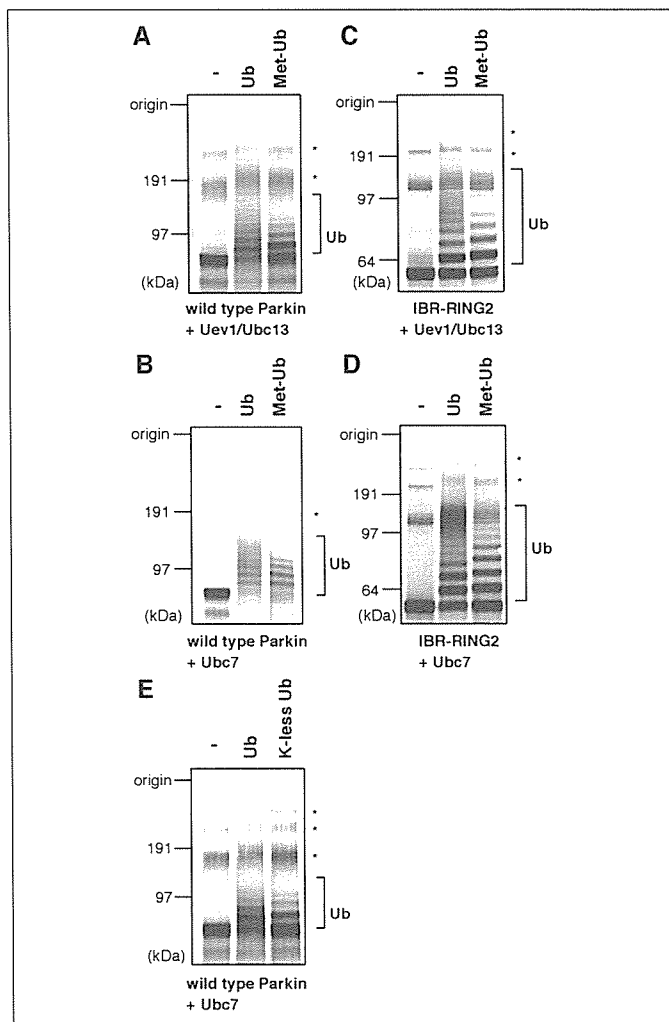 A
- Ub Met-Ub
origin
191
97
(kDa)
*
*
Ub
wild type Parkin
+ Uev1/Ubc13
C
- Ub Met-Ub
origin
191
97
64
(kDa)
*
*
Ub
IBR-RING2
+ Uev1/Ubc13
B
- Ub Met-Ub
origin
191
97
(kDa)
*
Ub
wild type Parkin
+ Ubc7
D
- Ub Met-Ub
origin
191
97
64
(kDa)
*
*
Ub
IBR-RING2
+ Ubc7
E
- Ub K-less Ub
origin
191
97
(kDa)
*
*
*
Ub
wild type Parkin
+ Ubc7